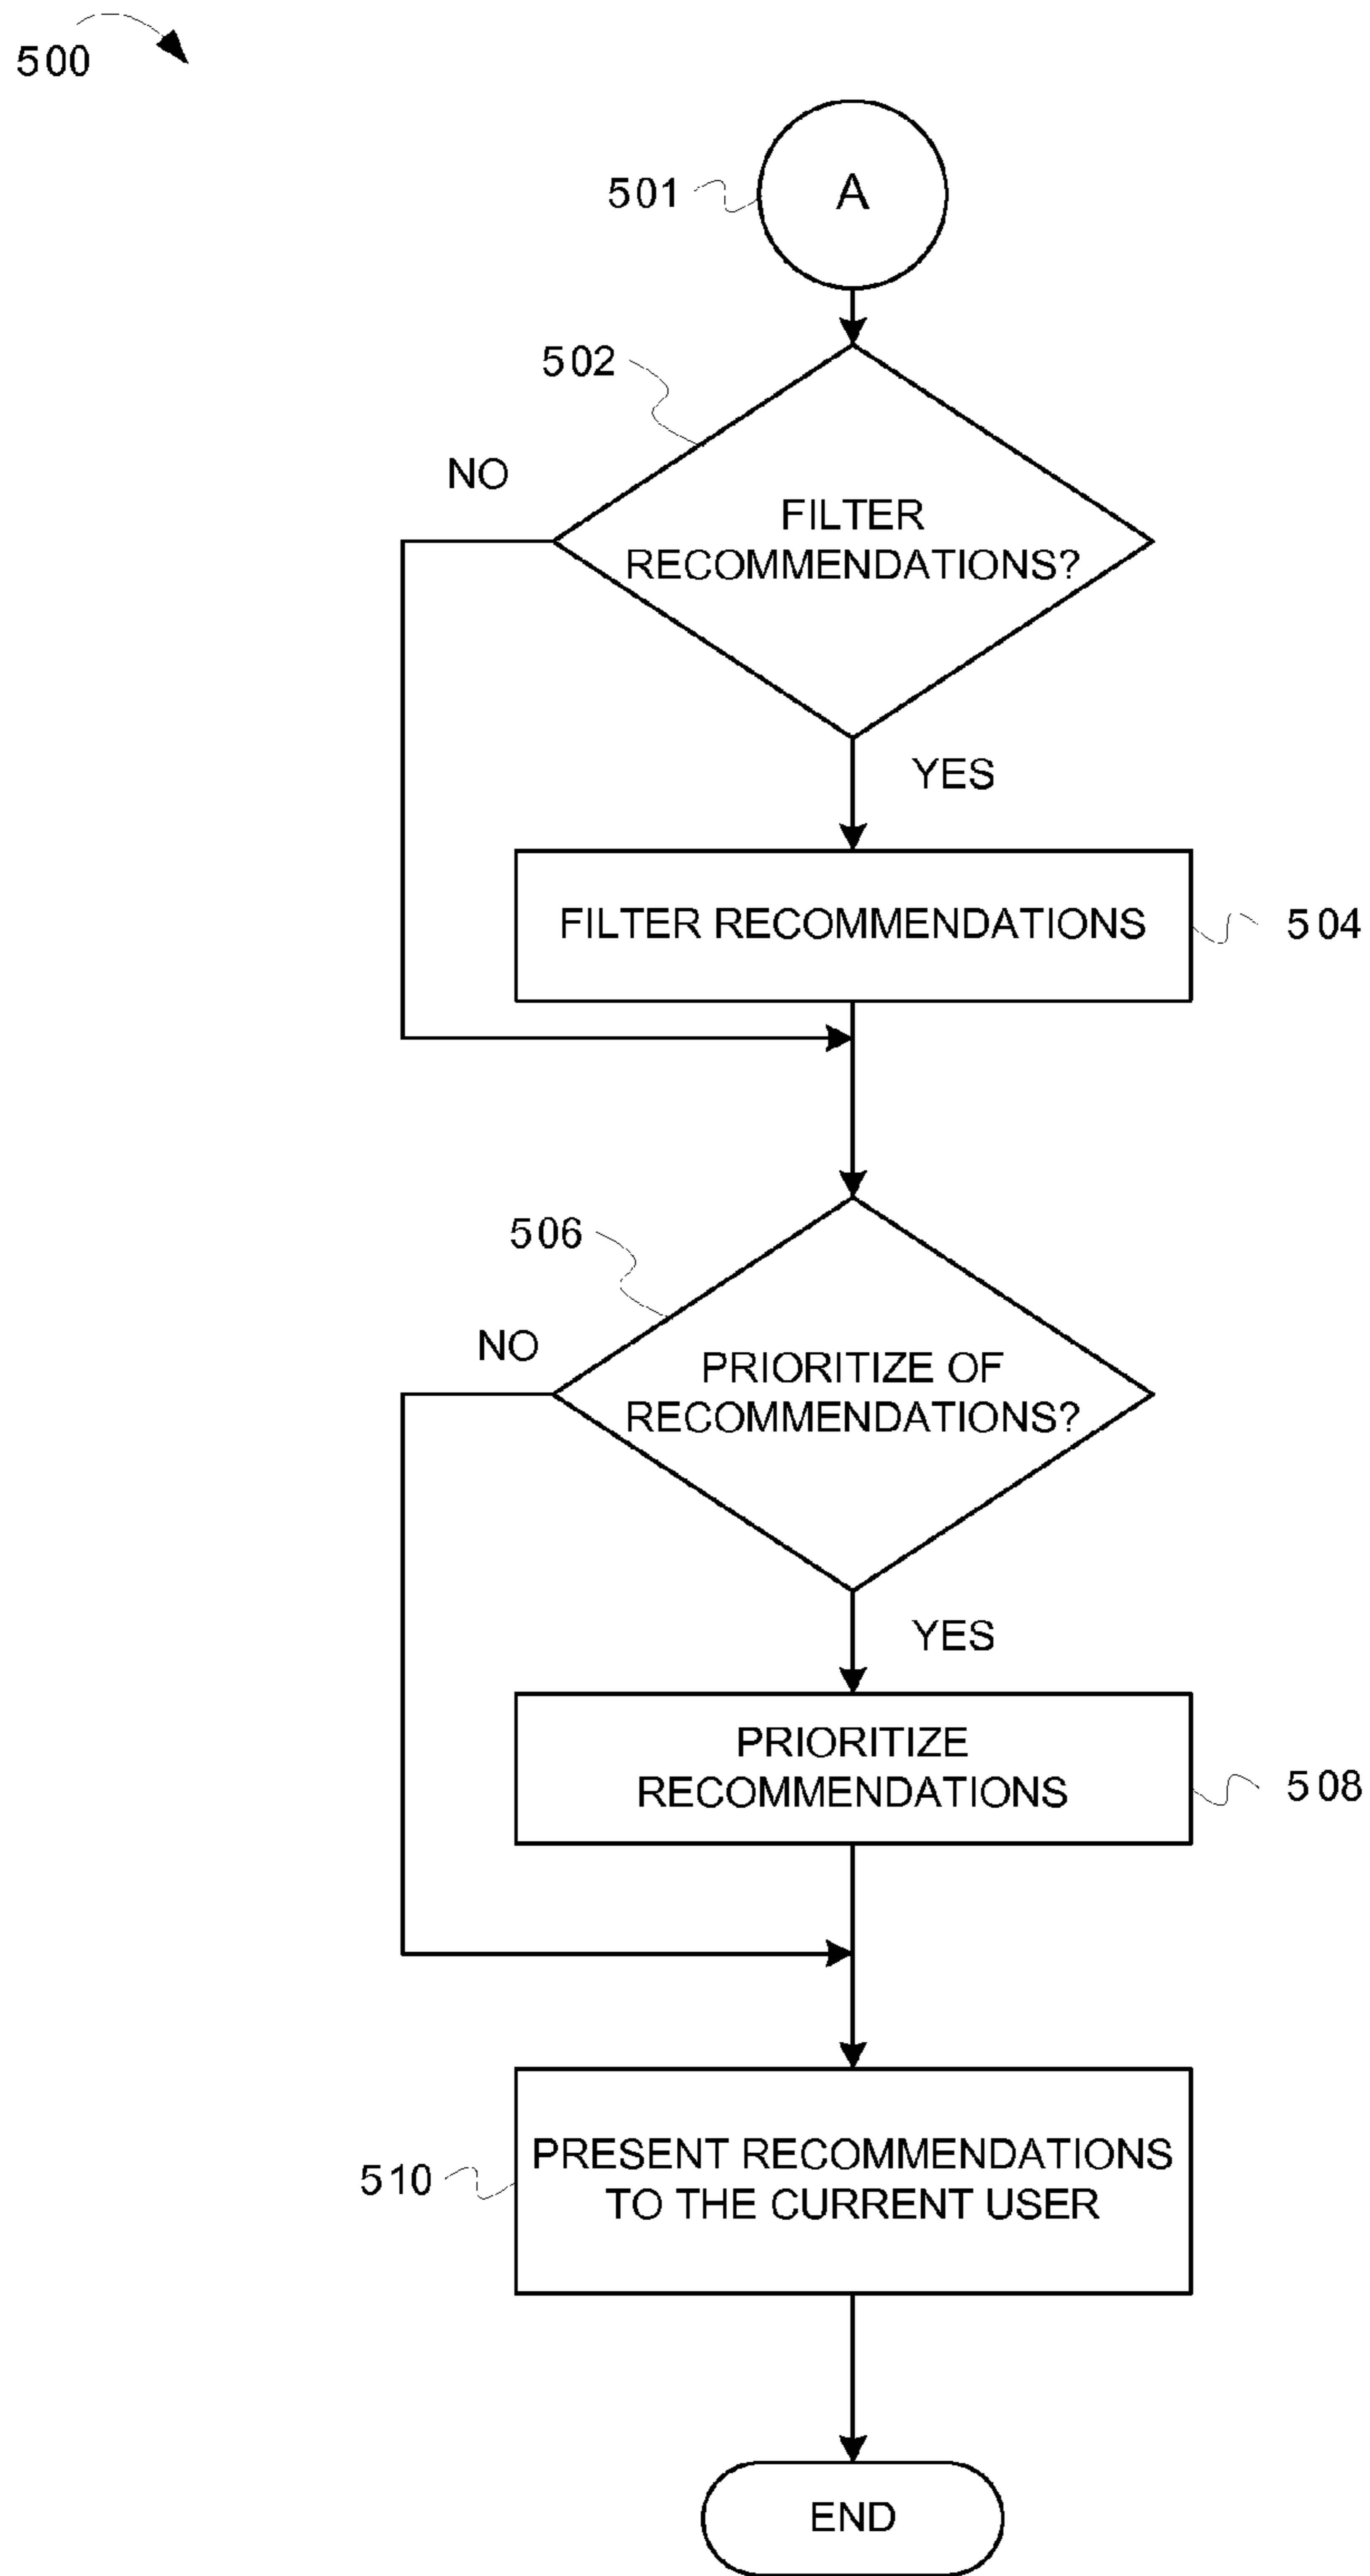 500
501
A
502
NO
FILTER
RECOMMENDATIONS?
YES
FILTER RECOMMENDATIONS
504
506
NO
PRIORITIZE OF
RECOMMENDATIONS?
YES
PRIORITIZE
RECOMMENDATIONS
508
510
PRESENT RECOMMENDATIONS
TO THE CURRENT USER
END